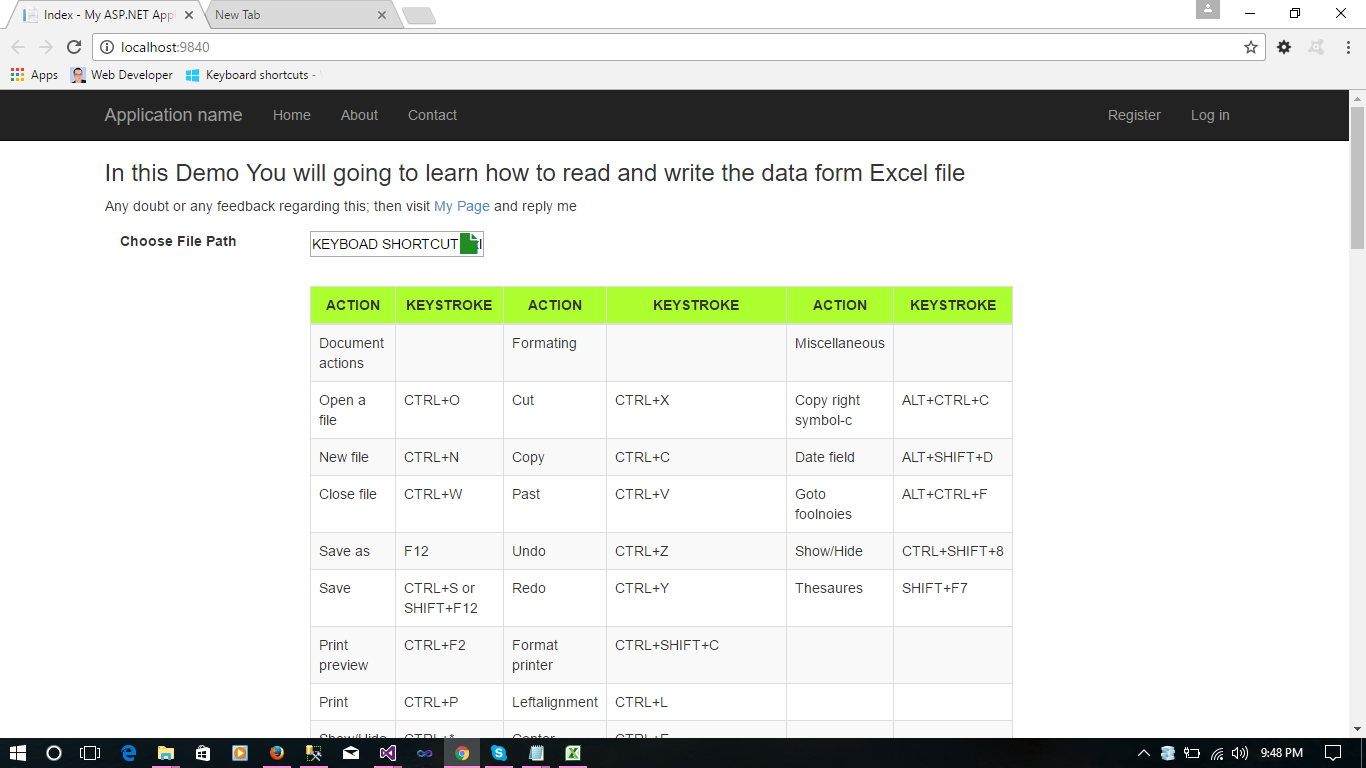 Index - My ASP.NET Appl
New Tab
localhost:9840
Apps Web Developer Keyboard shortcuts -
Application name Home About Contact Register Log in
In this Demo You will going to learn how to read and write the data form Excel file
Any doubt or any feedback regarding this; then visit My Page and reply me
Choose File Path KEYBOAD SHORTCUT
ACTION KEYSTROKE ACTION KEYSTROKE ACTION KEYSTROKE
Document actions Formating Miscellaneous
Open a file CTRL+O Cut CTRL+X Copy right symbol-c ALT+CTRL+C
New file CTRL+N Copy CTRL+C Date field ALT+SHIFT+D
Close file CTRL+W Past CTRL+V Goto foolnoies ALT+CTRL+F
Save as F12 Undo CTRL+Z Show/Hide CTRL+SHIFT+8
Save CTRL+S or SHIFT+F12 Redo CTRL+Y Thesaures SHIFT+F7
Print preview CTRL+F2 Format printer CTRL+SHIFT+C
Print CTRL+P Leftalignment CTRL+L
Show/Hide CTRL+* Center CTRL+E
9:48 PM